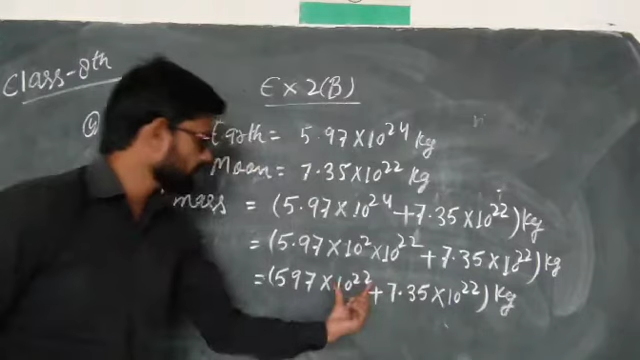 Class-8th
Ex 2(B)
Earth = 5.97×10²⁴ kg
Moon = 7.35×10²² kg
mass = (5.97×10²⁴+7.35×10²²)kg
= (5.97×10²×10²²+7.35×10²²)kg
=(597×10²²+7.35×10²²)kg